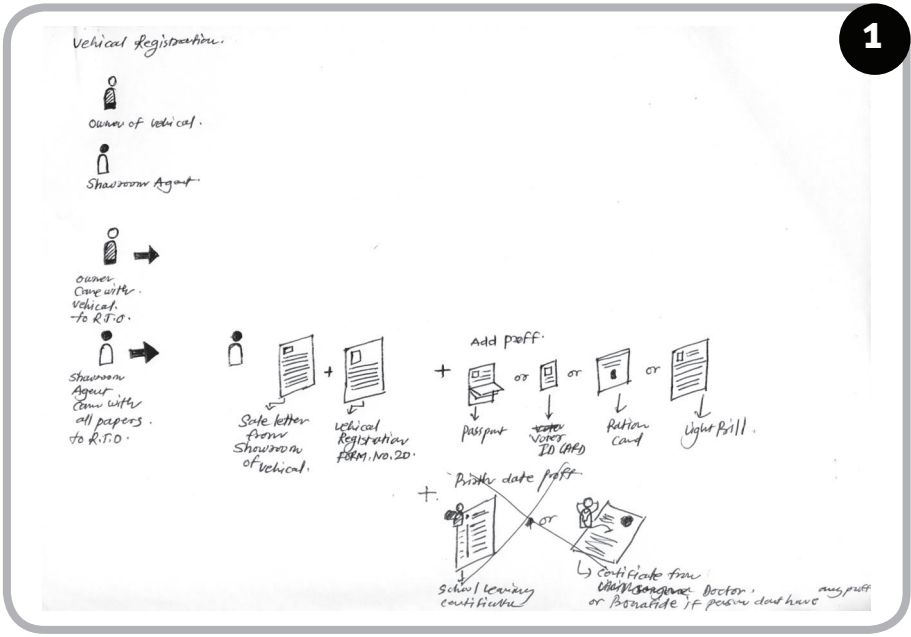 1
Vehical Registration.
Owner of vehical.
Showroom Agent.
Owner
Came with.
vehical.
to R.T.O.
Showroom
Agent
Came with
all papers.
to R.T.O.
Sale letter
from
Showroom
of vehical.
+
vehical
Registration
FORM. NO. 20.
+
Add proff.
or
or
or
Passport
Voter
ID CARD
Ration
Card
Light Bill.
+.
Birth date proff
or
School leaving
certificate
Certificate from
Doctor.
any proff
or Bonafide if person dont have